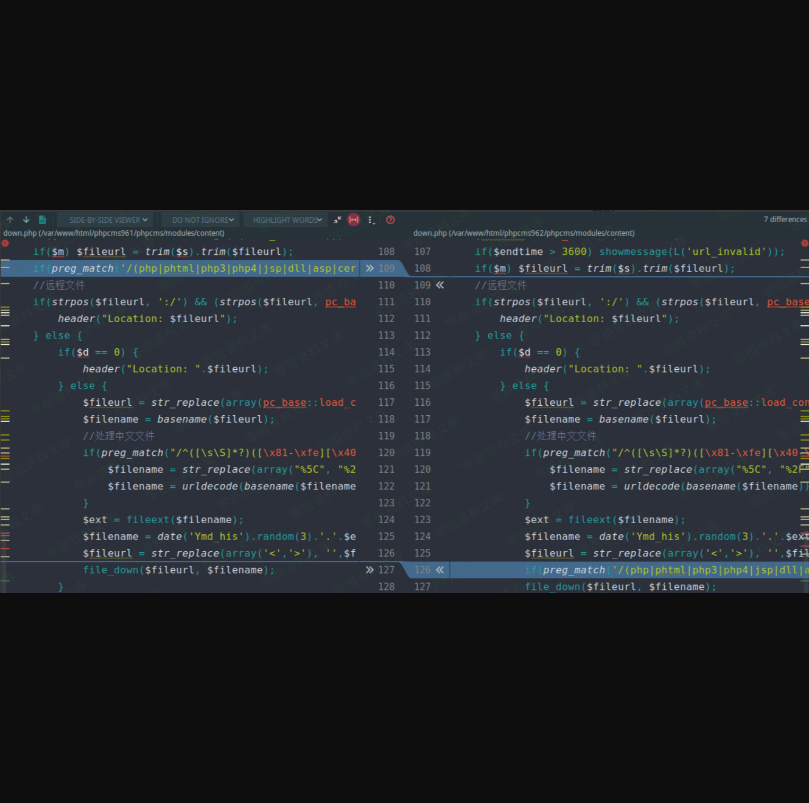 SIDE-BY-SIDE VIEWER DO NOT IGNORE HIGHLIGHT WORDS 7 differences
down.php (/var/www/html/phpcms961/phpcms/modules/content)
if($m) $fileurl = trim($s).trim($fileurl); 108
if(preg_match('/(php|phtml|php3|php4|jsp|dll|asp|cer 109
//远程文件 110
if(strpos($fileurl, ':/') && (strpos($fileurl, pc_ba 111
header("Location: $fileurl"); 112
} else { 113
if($d == 0) { 114
header("Location: ".$fileurl); 115
} else { 116
$fileurl = str_replace(array(pc_base::load_c 117
$filename = basename($fileurl); 118
//处理中文文件 119
if(preg_match("/^([\s\S]*?)([\x81-\xfe][\x40 120
$filename = str_replace(array("%5C", "%2 121
$filename = urldecode(basename($filename 122
} 123
$ext = fileext($filename); 124
$filename = date('Ymd_his').random(3).'.'.$e 125
$fileurl = str_replace(array('<','>'), '',$f 126
file_down($fileurl, $filename); 127
} 128
down.php (/var/www/html/phpcms962/phpcms/modules/content)
107 if($endtime > 3600) showmessage(L('url_invalid'));
108 if($m) $fileurl = trim($s).trim($fileurl);
109 //远程文件
110 if(strpos($fileurl, ':/') && (strpos($fileurl, pc_base
111 header("Location: $fileurl");
112 } else {
113 if($d == 0) {
114 header("Location: ".$fileurl);
115 } else {
116 $fileurl = str_replace(array(pc_base::load_con
117 $filename = basename($fileurl);
118 //处理中文文件
119 if(preg_match("/^([\s\S]*?)([\x81-\xfe][\x40-
120 $filename = str_replace(array("%5C", "%2F
121 $filename = urldecode(basename($filename))
122 }
123 $ext = fileext($filename);
124 $filename = date('Ymd_his').random(3).'.'.$ext
125 $fileurl = str_replace(array('<','>'), '',$fil
126 if(preg_match('/(php|phtml|php3|php4|jsp|dll|a
127 file_down($fileurl, $filename);